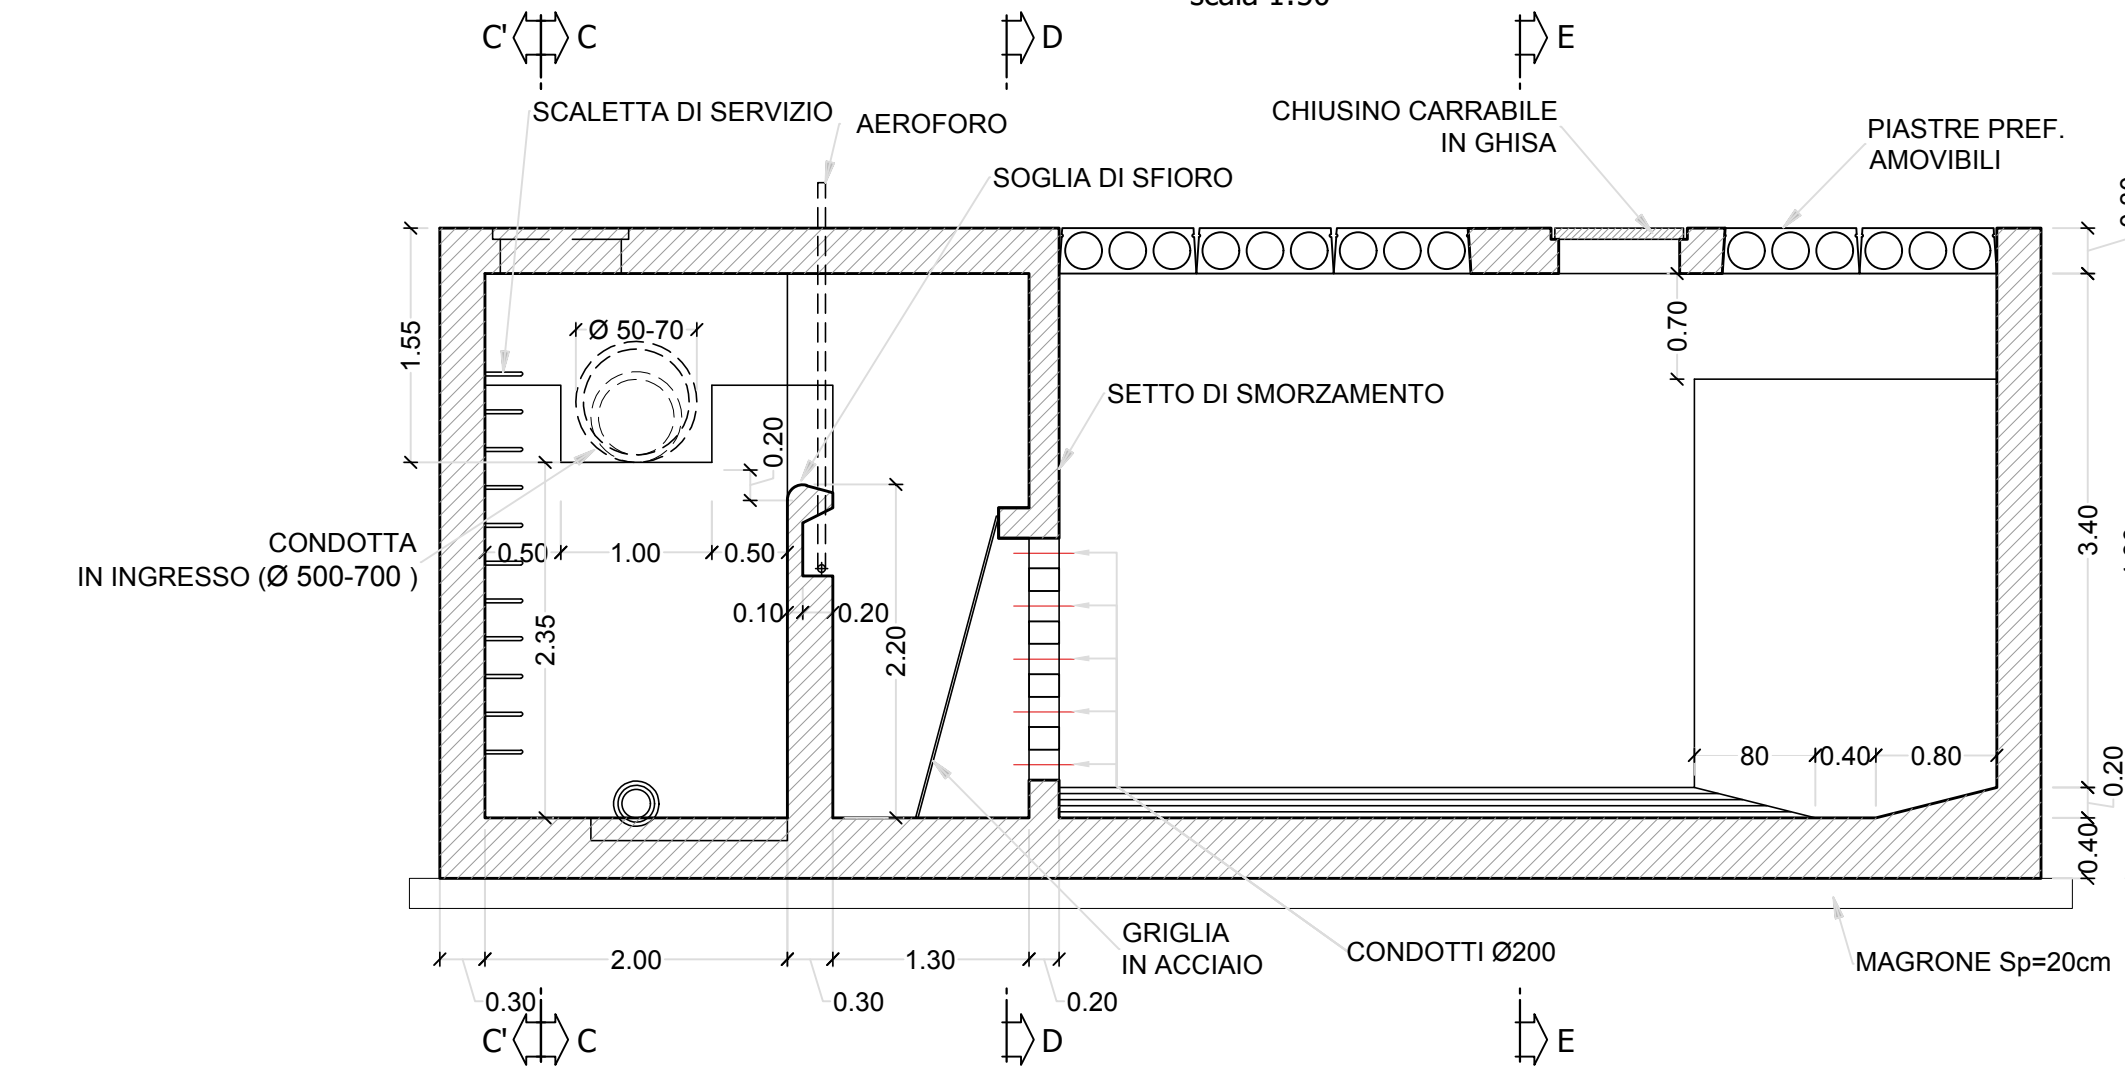 scala 1:50
C' C
D
E
SCALETTA DI SERVIZIO
AEROFORO
SOGLIA DI SFIORO
CHIUSINO CARRABILE
IN GHISA
PIASTRE PREF.
AMOVIBILI
1.55
Ø 50-70
0.20
0.70
SETTO DI SMORZAMENTO
3.40
CONDOTTA
IN INGRESSO (Ø 500-700 )
0.50
1.00
0.50
2.35
0.10
0.20
2.20
80
0.40
0.80
0.20
0.40
GRIGLIA
IN ACCIAIO
CONDOTTI Ø200
MAGRONE Sp=20cm
2.00
1.30
0.30
0.30
0.20
C' C
D
E